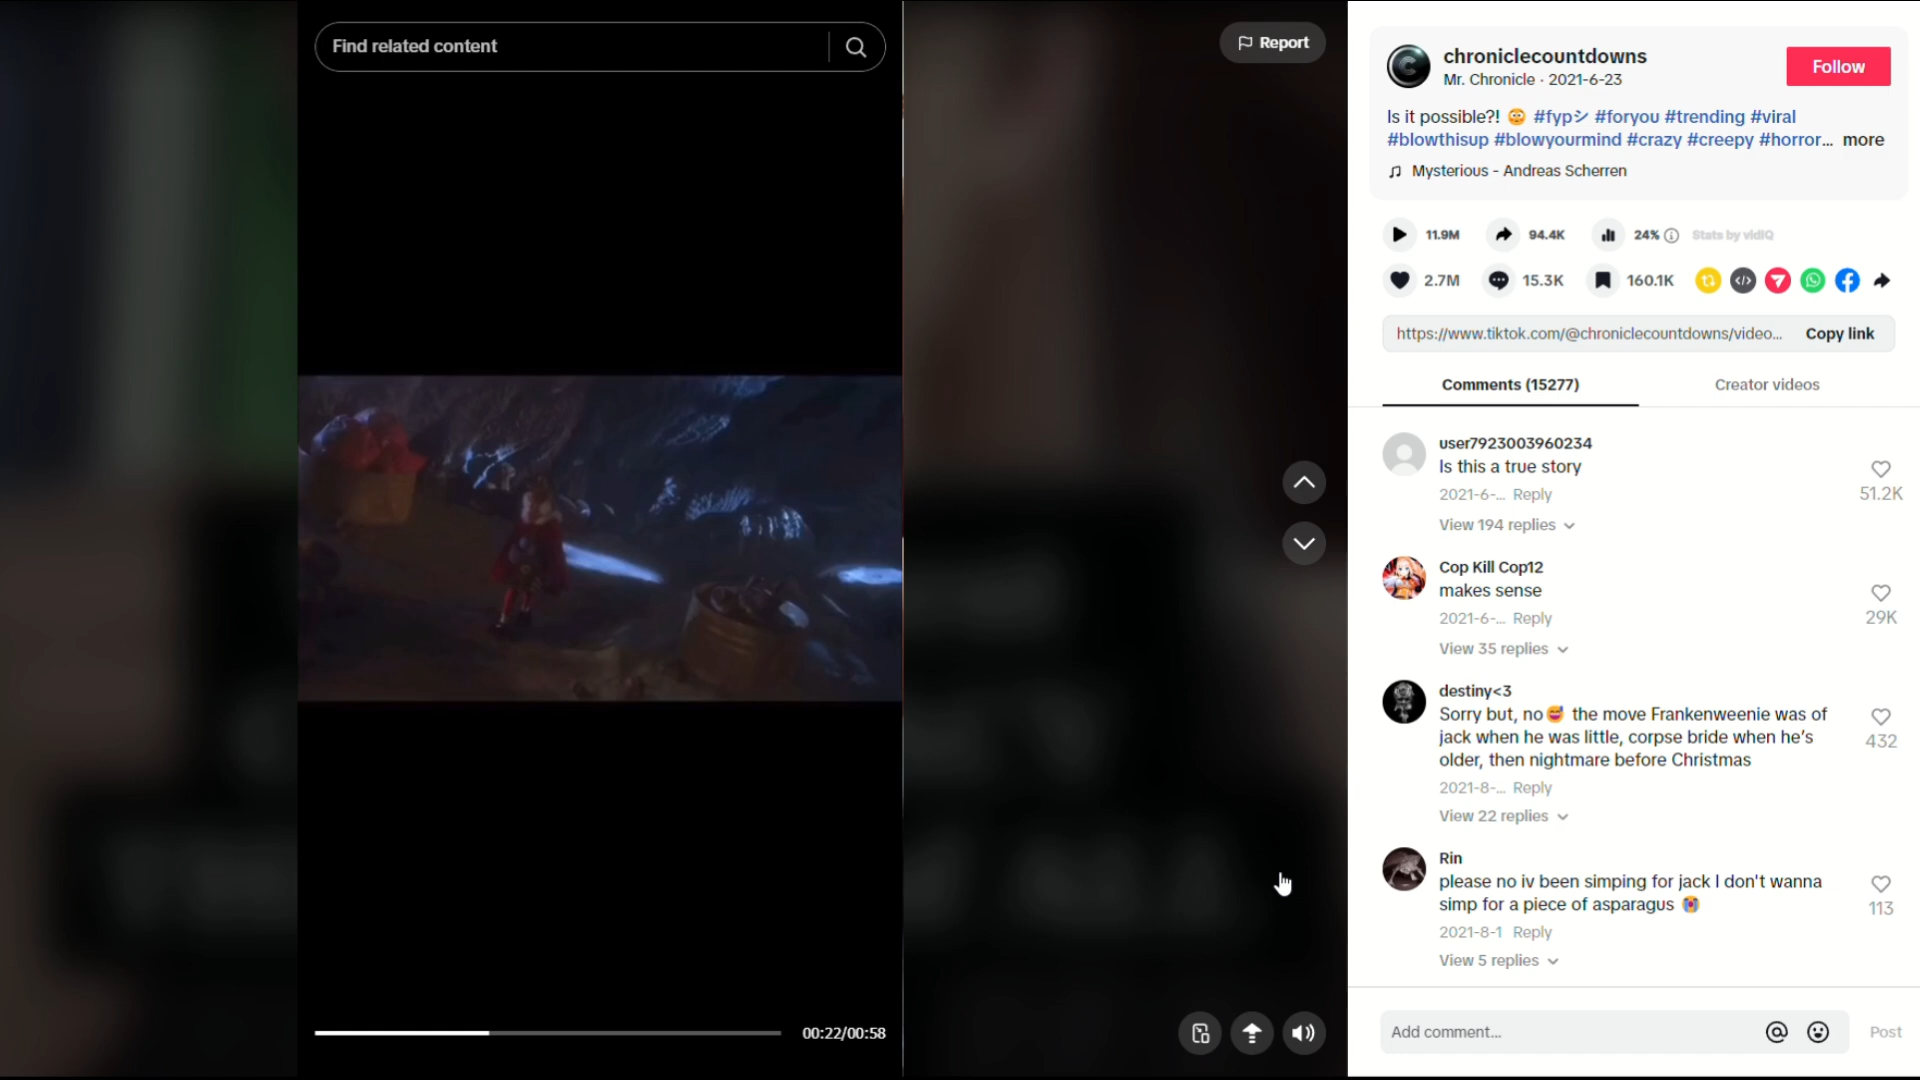 Find related content
Report
chroniclecountdowns
Mr. Chronicle · 2021-6-23
Follow
Is it possible?! 😳 #fypシ #foryou #trending #viral
#blowthisup #blowyourmind #crazy #creepy #horror... more
Mysterious - Andreas Scherren
11.9M
94.4K
24%
Stats by vidIQ
2.7M
15.3K
160.1K
https://www.tiktok.com/@chroniclecountdowns/video...
Copy link
Comments (15277)
Creator videos
user7923003960234
Is this a true story
2021-6-... Reply
51.2K
View 194 replies
Cop Kill Cop12
makes sense
2021-6-... Reply
29K
View 35 replies
destiny<3
Sorry but, no😅 the move Frankenweenie was of
jack when he was little, corpse bride when he's
older, then nightmare before Christmas
432
2021-8-... Reply
View 22 replies
Rin
please no iv been simping for jack I don't wanna
simp for a piece of asparagus 😭
113
2021-8-1 Reply
View 5 replies
00:22/00:58
Add comment...
Post